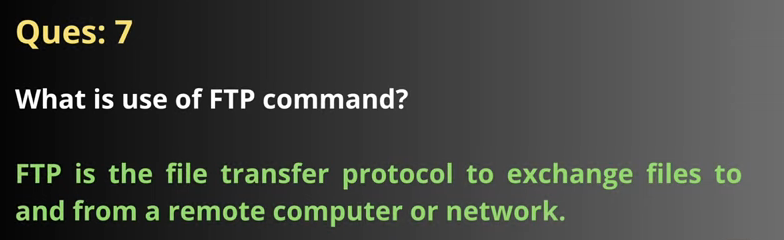 Ques: 7
What is use of FTP command?
FTP is the file transfer protocol to exchange files to
and from a remote computer or network.